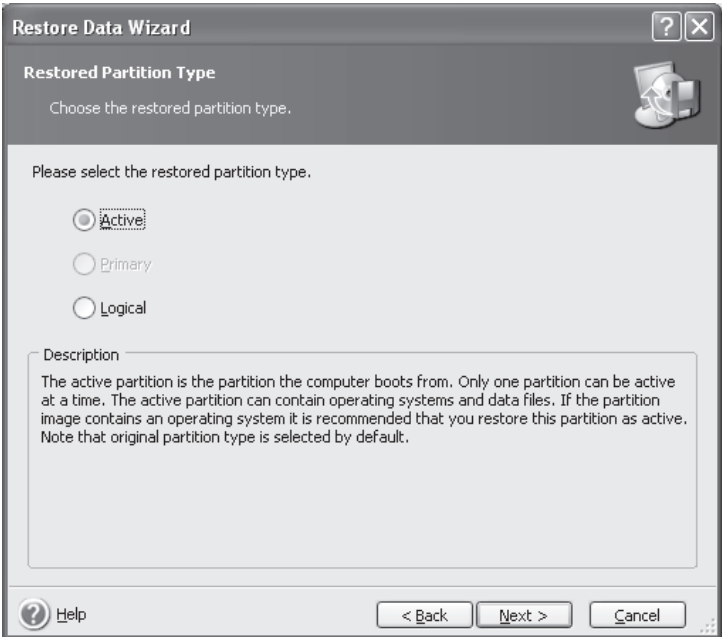 Restore Data Wizard
Restored Partition Type
Choose the restored partition type.
Please select the restored partition type.
Active
Primary
Logical
Description
The active partition is the partition the computer boots from. Only one partition can be active
at a time. The active partition can contain operating systems and data files. If the partition
image contains an operating system it is recommended that you restore this partition as active.
Note that original partition type is selected by default.
Help
< Back
Next >
Cancel